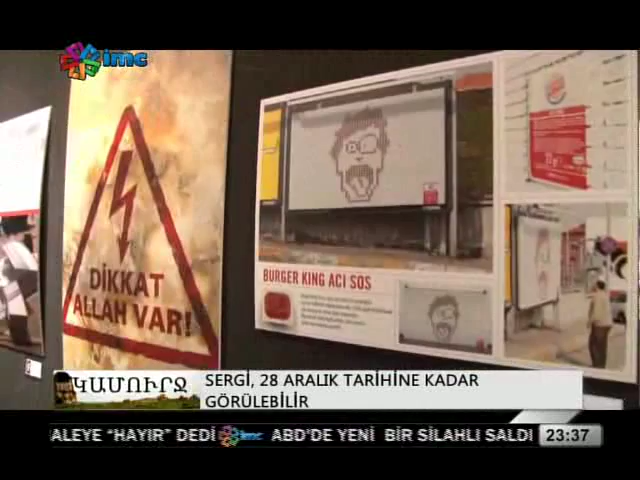 imc
DİKKAT
ALLAH VAR!
BURGER KING ACI SOS
ԿԱՄՈՒՐՋ
SERGİ, 28 ARALIK TARİHİNE KADAR
GÖRÜLEBİLİR
ALEYE "HAYIR" DEDİ imc ABD'DE YENİ BİR SİLAHLI SALDI 23:37